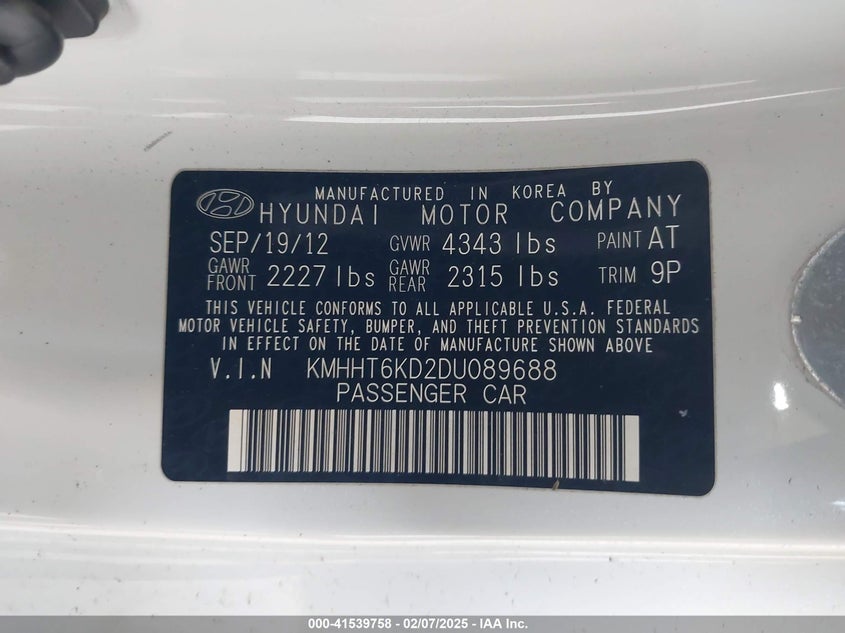 MANUFACTURED IN KOREA BY
HYUNDAI MOTOR COMPANY
SEP/19/12 GVWR 4343 lbs PAINT AT
GAWR FRONT 2227 lbs GAWR REAR 2315 lbs TRIM 9P
THIS VEHICLE CONFORMS TO ALL APPLICABLE U.S.A. FEDERAL
MOTOR VEHICLE SAFETY, BUMPER, AND THEFT PREVENTION STANDARDS
IN EFFECT ON THE DATE OF MANUFACTURE SHOWN ABOVE
V.I.N KMHHT6KD2DU089688
PASSENGER CAR
000-41539758 - 02/07/2025 - IAA Inc.